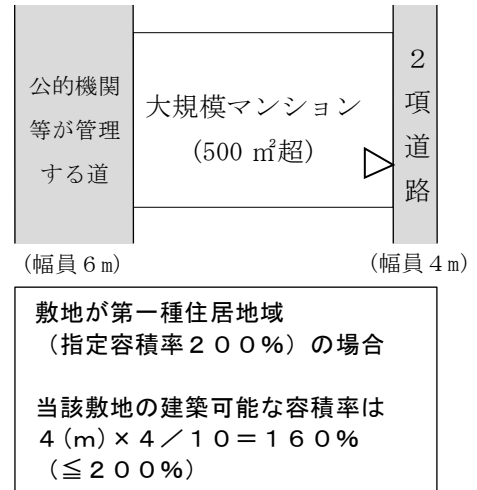 公的機関
等が管理
する道
大規模マンション
(500 ㎡超)
２
項
道
路
(幅員６ｍ)
(幅員４ｍ)
敷地が第一種住居地域
（指定容積率２００％）の場合
当該敷地の建築可能な容積率は
４(ｍ)×４／１０＝１６０％
（≦２００％）